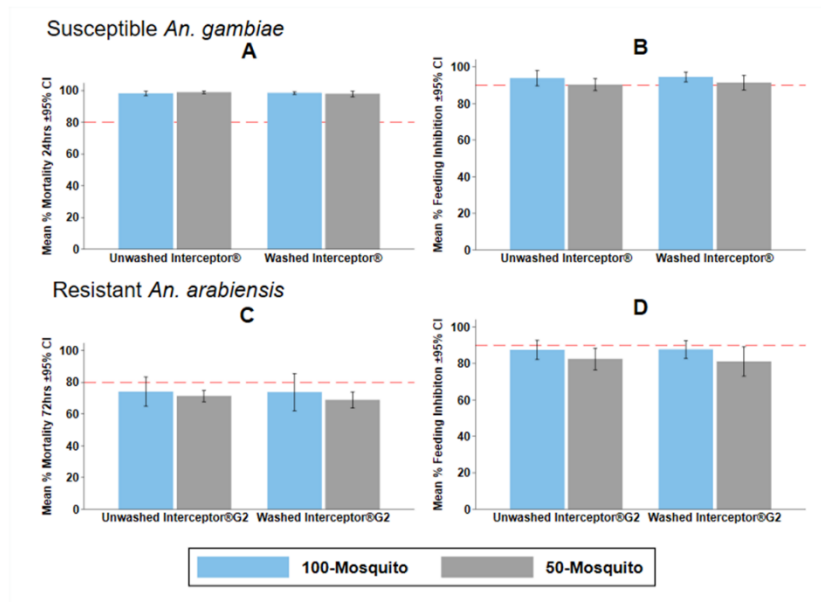 Susceptible An. gambiae
A
Mean % Mortality 24hrs ±95% CI
100
80
60
40
20
0
Unwashed Interceptor®
Washed Interceptor®
B
Mean % Feeding Inhibition ±95% CI
100
80
60
40
20
0
Unwashed Interceptor®
Washed Interceptor®
Resistant An. arabiensis
C
Mean % Mortality 72hrs ±95% CI
100
80
60
40
20
0
Unwashed Interceptor®G2
Washed Interceptor®G2
D
Mean % Feeding Inhibiton ±95% CI
100
80
60
40
20
0
Unwashed Interceptor®G2
Washed Interceptor®G2
100-Mosquito
50-Mosquito